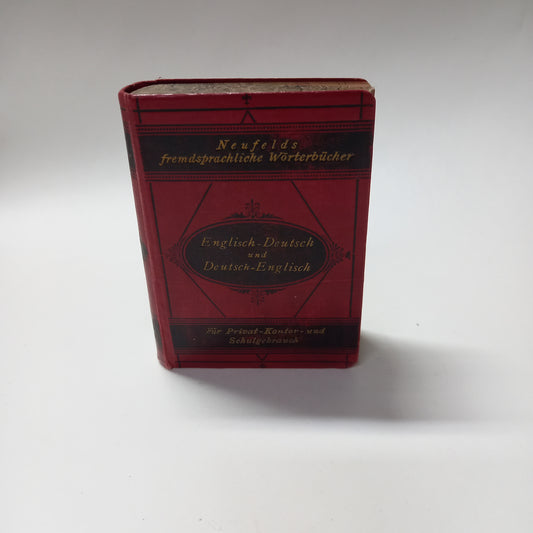 Neufelds
fremdsprachliche Wörterbücher
Englisch-Deutsch
und
Deutsch-Englisch
Für Privat-Kontor- und
Schulgebrauch